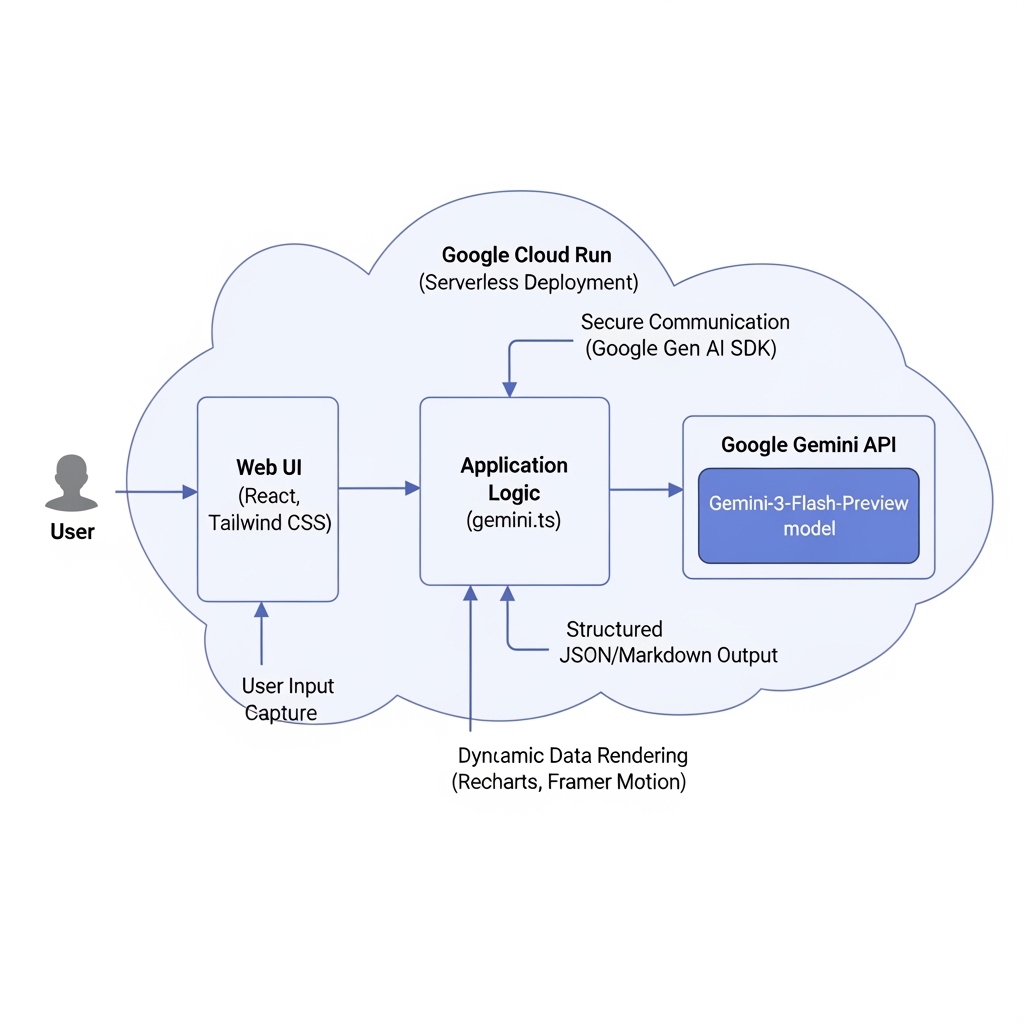 Google Cloud Run
(Serverless Deployment)
Secure Communication
(Google Gen AI SDK)
Web UI
(React,
Tailwind CSS)
Application
Logic
(gemini.ts)
Google Gemini API
Gemini-3-Flash-Preview
model
User
User Input
Capture
Structured
JSON/Markdown Output
Dynɩamic Data Rendering
(Recharts, Framer Motion)